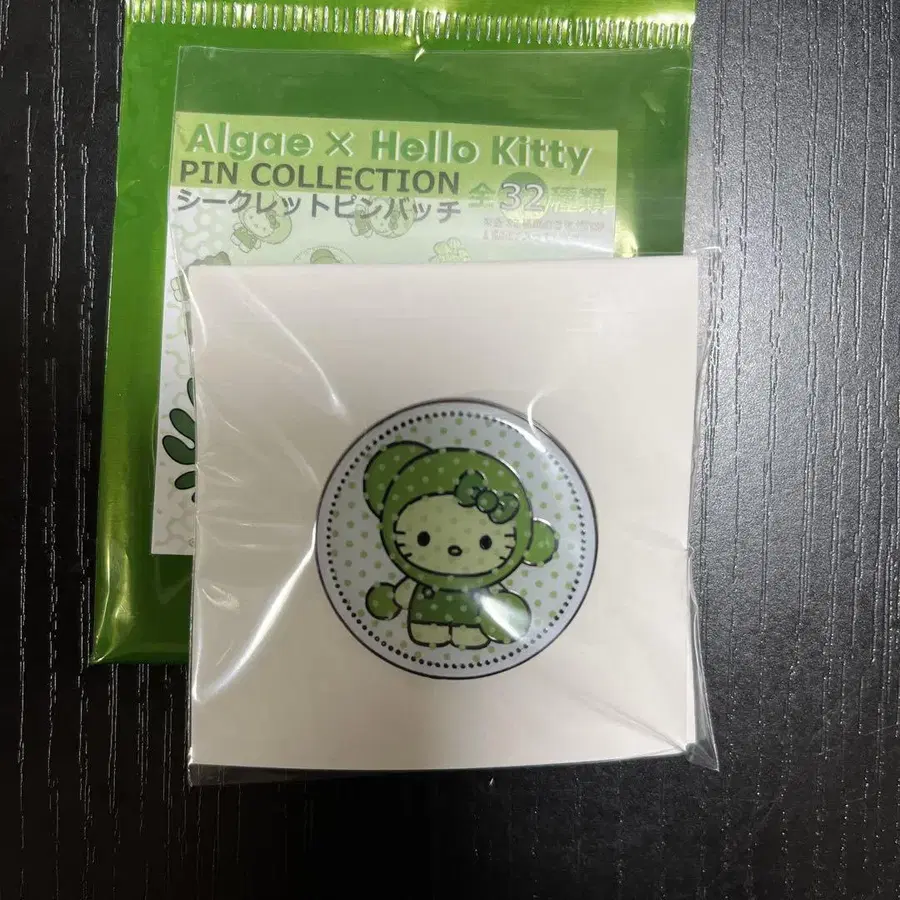 Algae × Hello Kitty
PIN COLLECTION
シークレットピンバッチ 全32種類